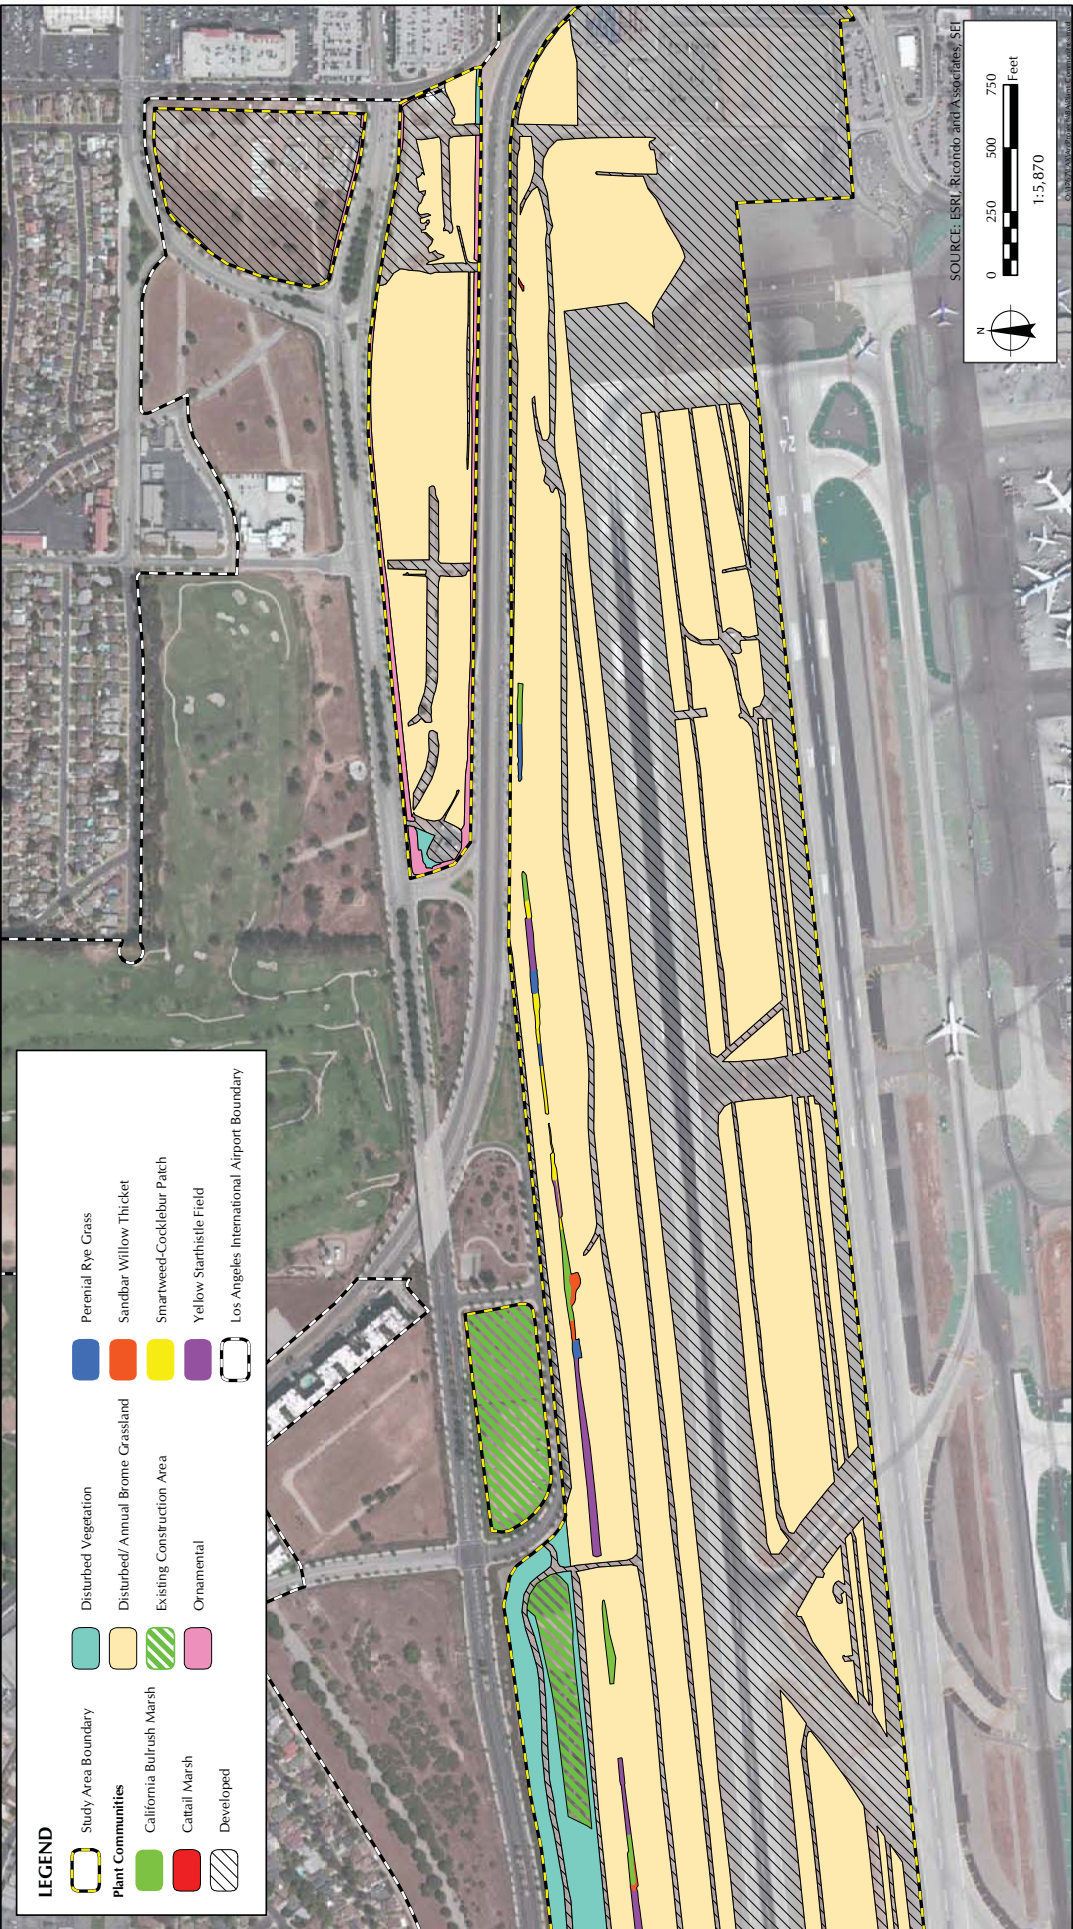 LEGEND
Study Area Boundary
Plant Communities
California Bulrush Marsh
Cattail Marsh
Developed
Disturbed Vegetation
Disturbed/ Annual Brome Grassland
Existing Construction Area
Ornamental
Perenial Rye Grass
Sandbar Willow Thicket
Smartweed-Cocklebur Patch
Yellow Starthistle Field
Los Angeles International Airport Boundary
SOURCE: ESRI, Ricondo and Associates, SEI
N
0 250 500 750
Feet
1:5,870
24